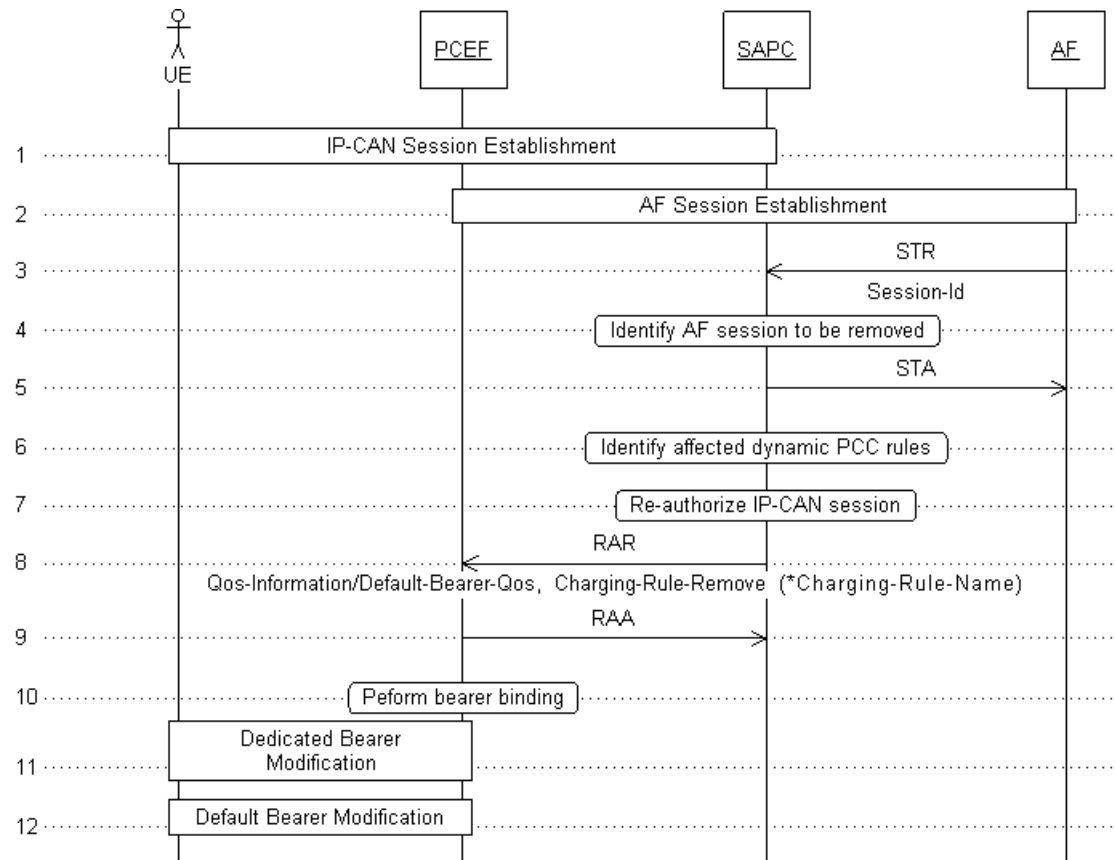 UE
PCEF
SAPC
AF
1
IP-CAN Session Establishment
2
AF Session Establishment
3
STR
Session-Id
4
Identify AF session to be removed
5
STA
6
Identify affected dynamic PCC rules
7
Re-authorize IP-CAN session
8
RAR
Qos-Information/Default-Bearer-Qos, Charging-Rule-Remove (*Charging-Rule-Name)
9
RAA
10
Peform bearer binding
11
Dedicated Bearer
Modification
12
Default Bearer Modification